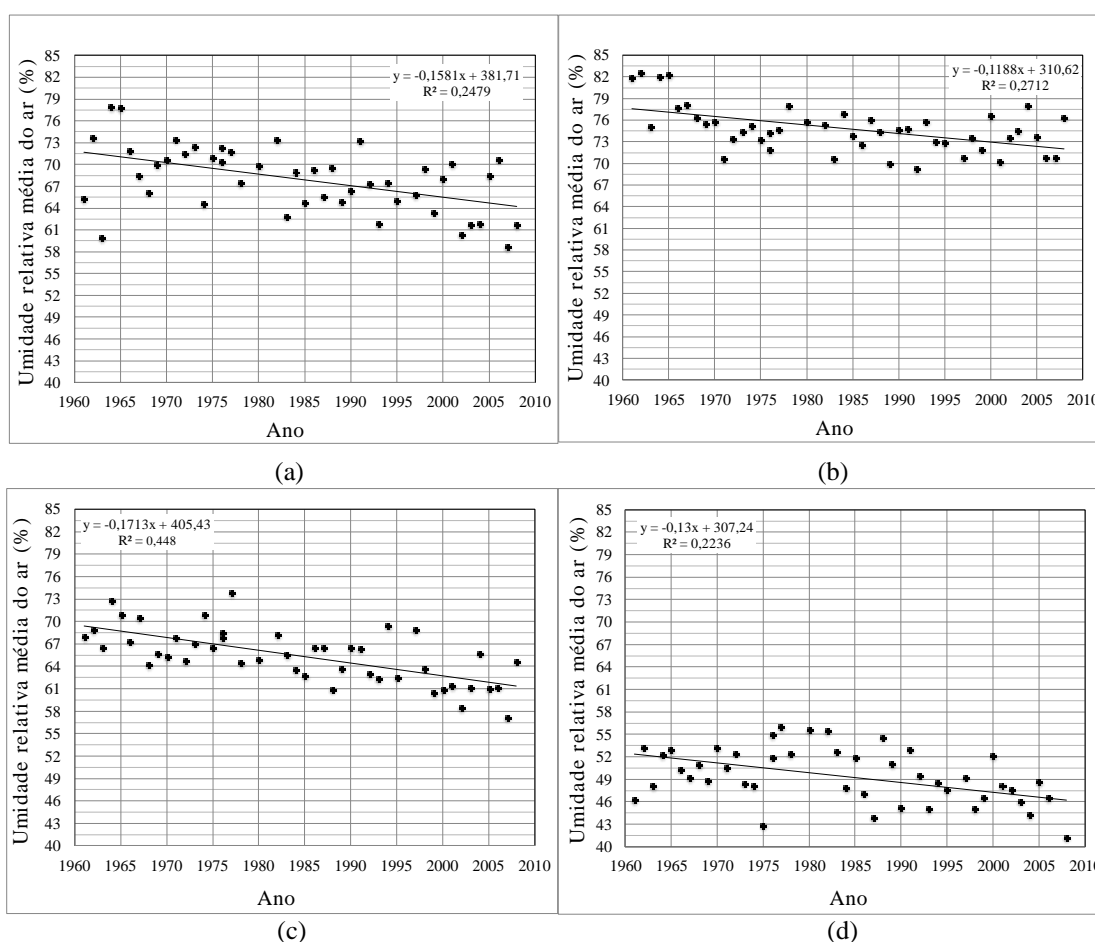 Umidade relativa média do ar (%)
85
82
79
76
73
70
67
64
61
58
55
52
49
46
43
40
y = -0,1581x + 381,71
R² = 0,2479
1960 1965 1970 1975 1980 1985 1990 1995 2000 2005 2010
Ano
(a)
Umidade relativa média do ar (%)
85
82
79
76
73
70
67
64
61
58
55
52
49
46
43
40
y = -0,1188x + 310,62
R² = 0,2712
1960 1965 1970 1975 1980 1985 1990 1995 2000 2005 2010
Ano
(b)
Umidade relativa média do ar (%)
85
82
79
76
73
70
67
64
61
58
55
52
49
46
43
40
y = -0,1713x + 405,43
R² = 0,448
1960 1965 1970 1975 1980 1985 1990 1995 2000 2005 2010
Ano
(c)
Umidade relativa média do ar (%)
85
82
79
76
73
70
67
64
61
58
55
52
49
46
43
40
y = -0,13x + 307,24
R² = 0,2236
1960 1965 1970 1975 1980 1985 1990 1995 2000 2005 2010
Ano
(d)